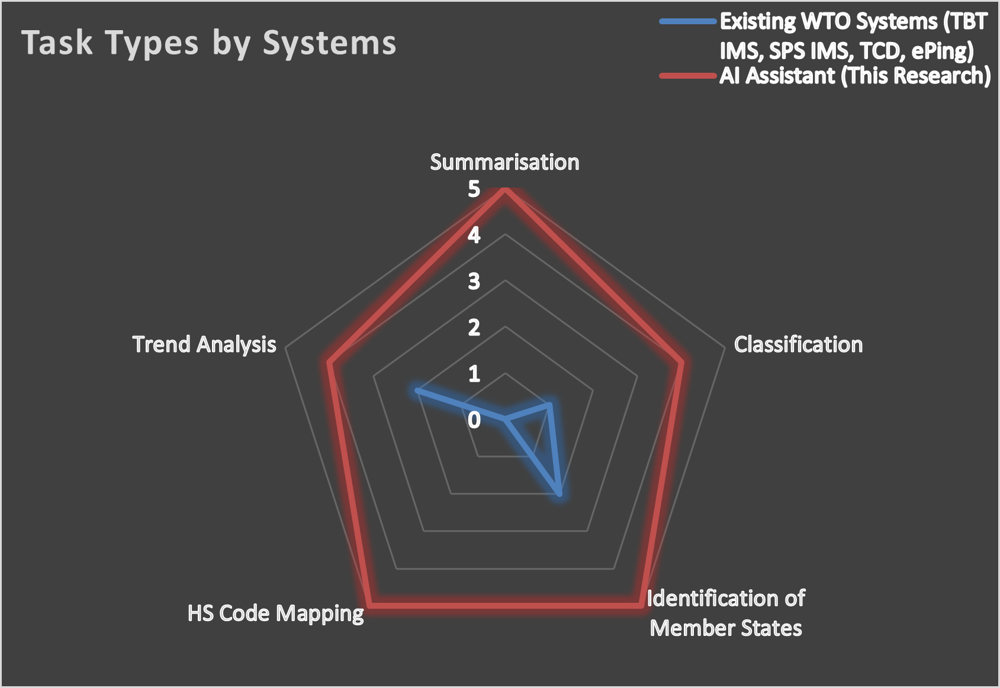 Task Types by Systems
Existing WTO Systems (TBT
IMS, SPS IMS, TCD, ePing)
AI Assistant (This Research)
Summarisation
5
4
3
2
1
0
Trend Analysis
Classification
HS Code Mapping
Identification of
Member States